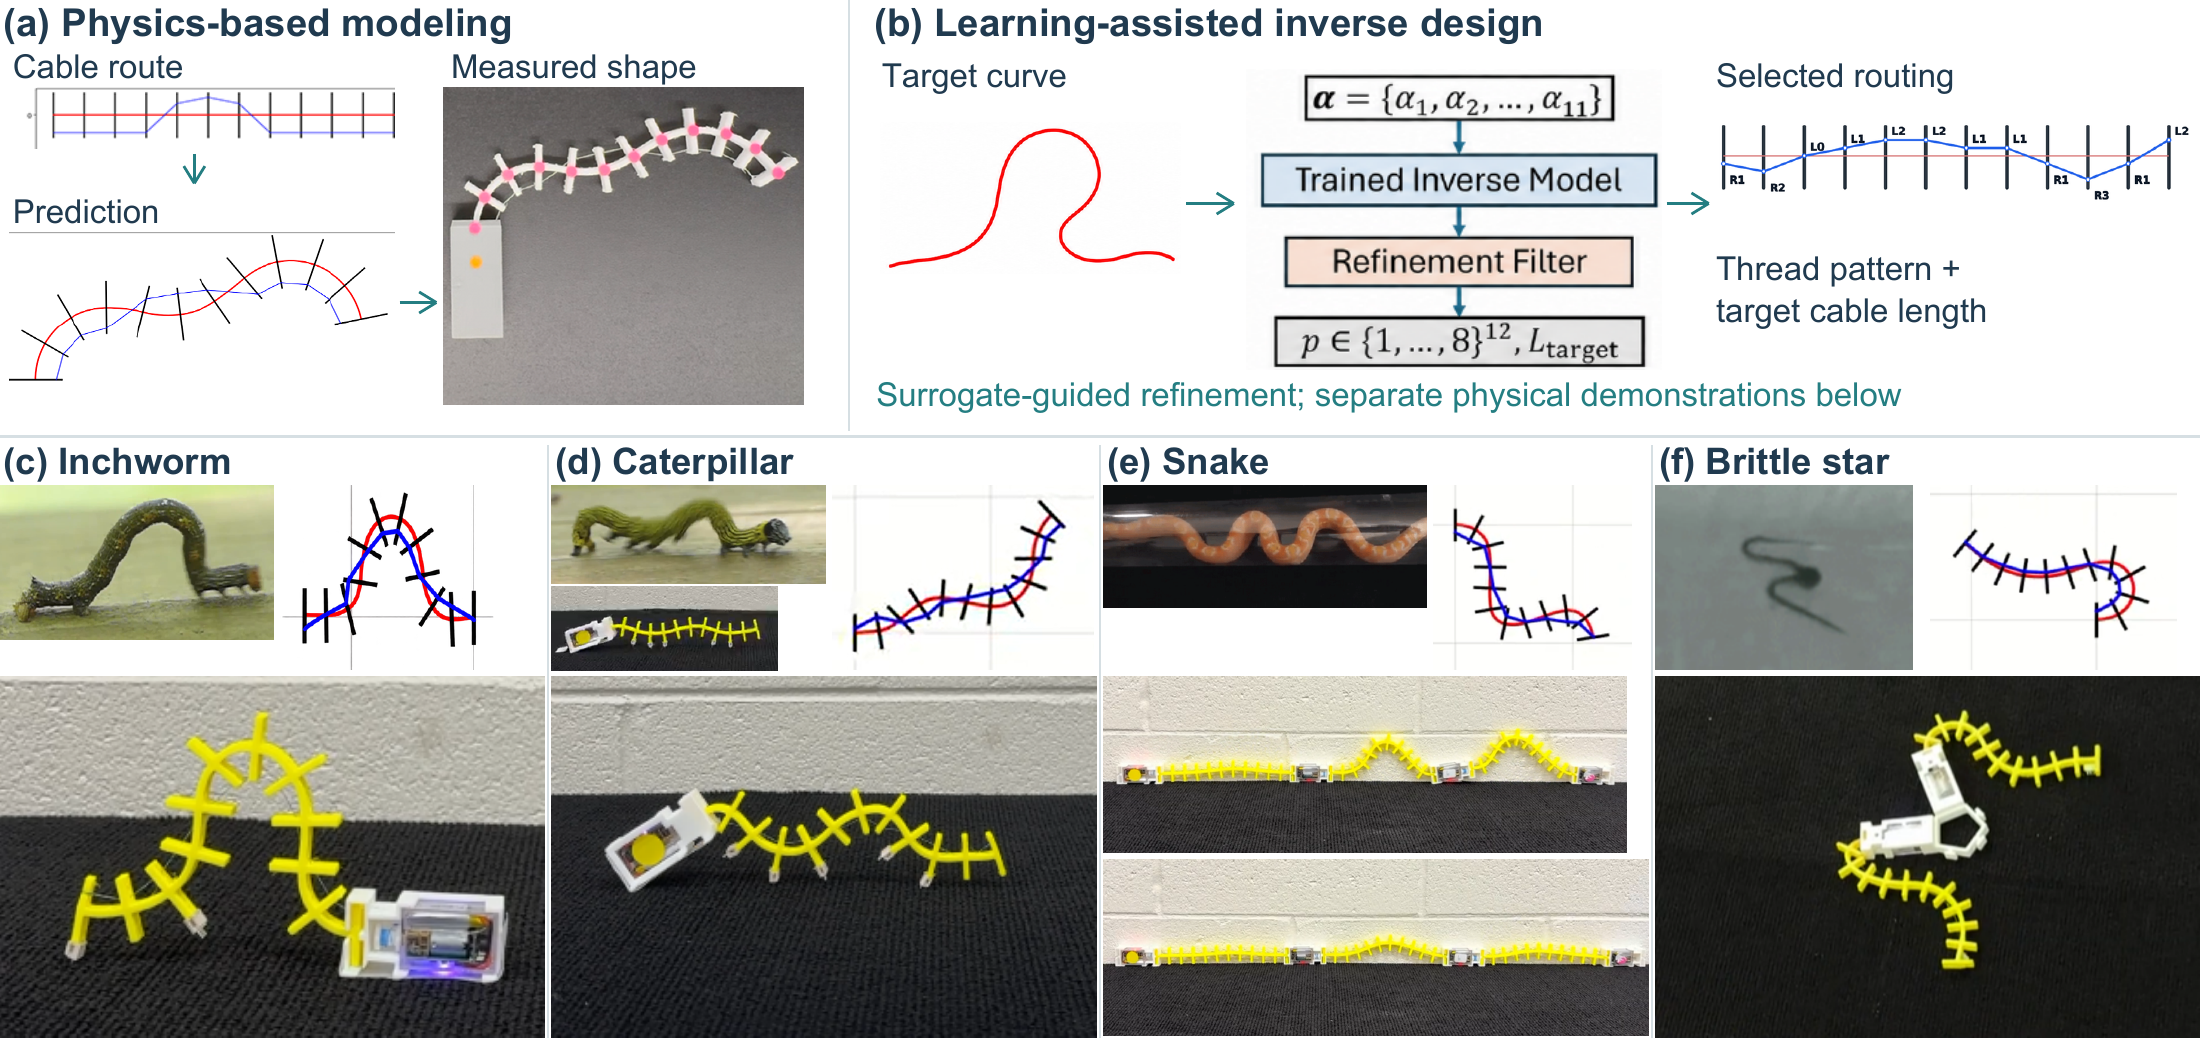 (a) Physics-based modeling
Cable route
Measured shape
0
Prediction
(b) Learning-assisted inverse design
Target curve
α = {α₁, α₂, ..., α₁₁}
Trained Inverse Model
Refinement Filter
p ∈ {1, ..., 8}¹², L_target
Selected routing
R1
R2
L0
L1
L2
L2
L1
L1
R1
R3
R1
L2
Thread pattern +
target cable length
Surrogate-guided refinement; separate physical demonstrations below
(c) Inchworm
(d) Caterpillar
(e) Snake
(f) Brittle star